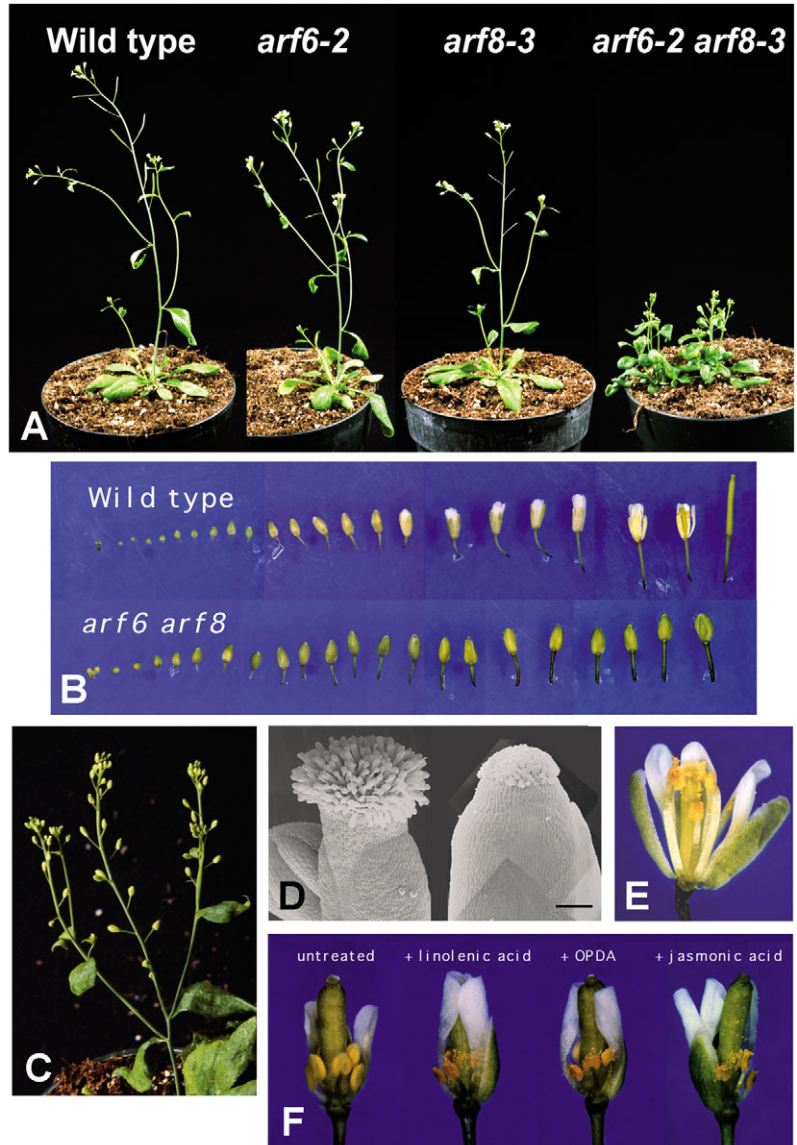 Wild type arf6-2 arf8-3 arf6-2 arf8-3
A
Wild type
arf6 arf8
B
C
D
E
untreated + linolenic acid + OPDA + jasmonic acid
F